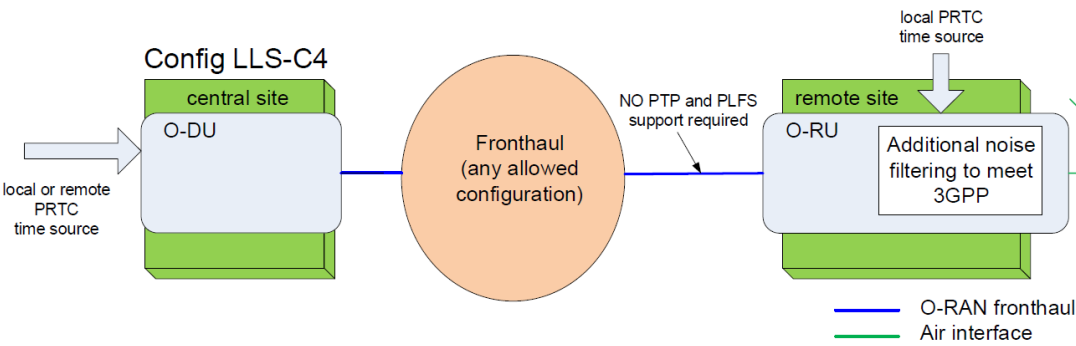 Config LLS-C4
central site
O-DU
local or remote
PRTC
time source
Fronthaul
(any allowed
configuration)
NO PTP and PLFS
support required
local PRTC
time source
remote site
O-RU
Additional noise
filtering to meet
3GPP
O-RAN fronthaul
Air interface